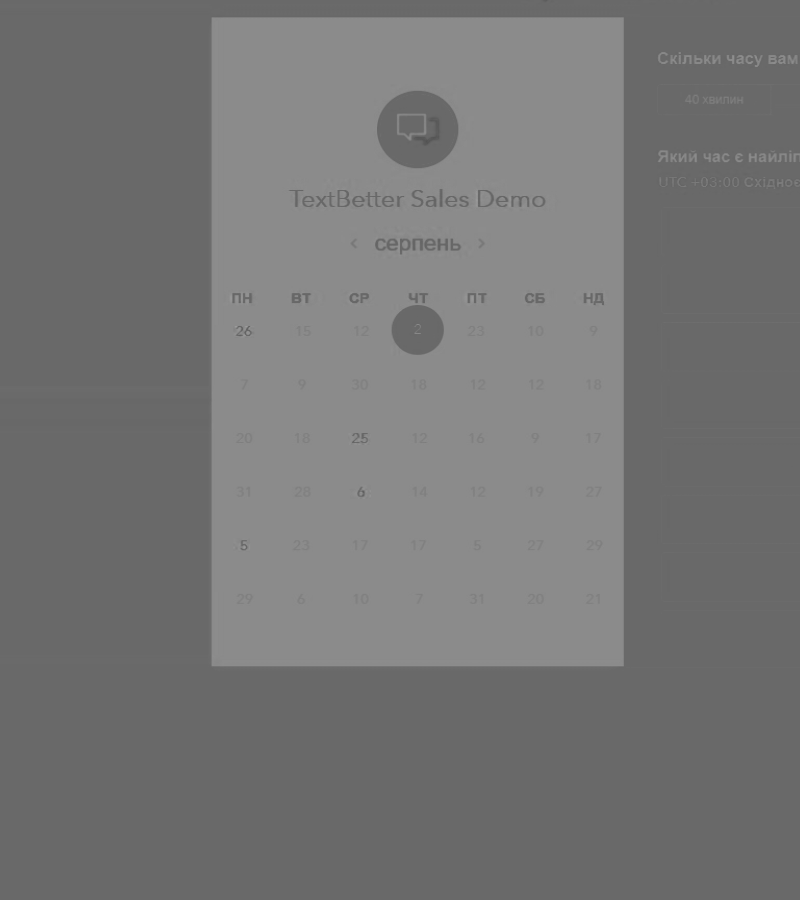 TextBetter Sales Demo
< серпень >
ПН ВТ СР ЧТ ПТ СБ НД
26 15 12 2 23 10 9
7 9 30 18 12 12 18
20 18 25 12 16 9 17
31 28 6 14 12 19 27
5 23 17 17 5 27 29
29 6 10 7 31 20 21
Скільки часу вам
40 хвилин
Який час є
UTC +03:00